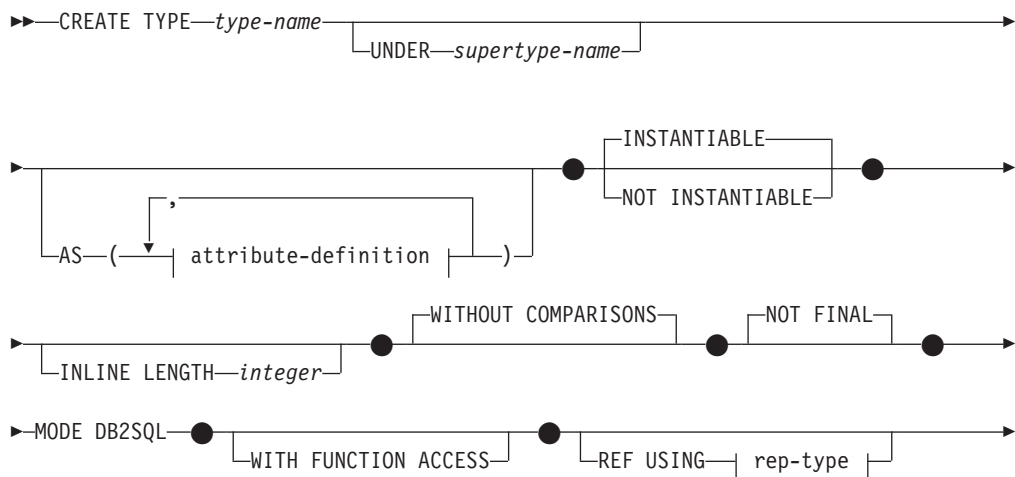 CREATE TYPE type-name
UNDER supertype-name
INSTANTIABLE
NOT INSTANTIABLE
,
AS ( attribute-definition )
WITHOUT COMPARISONS NOT FINAL
INLINE LENGTH integer
MODE DB2SQL
WITH FUNCTION ACCESS REF USING rep-type